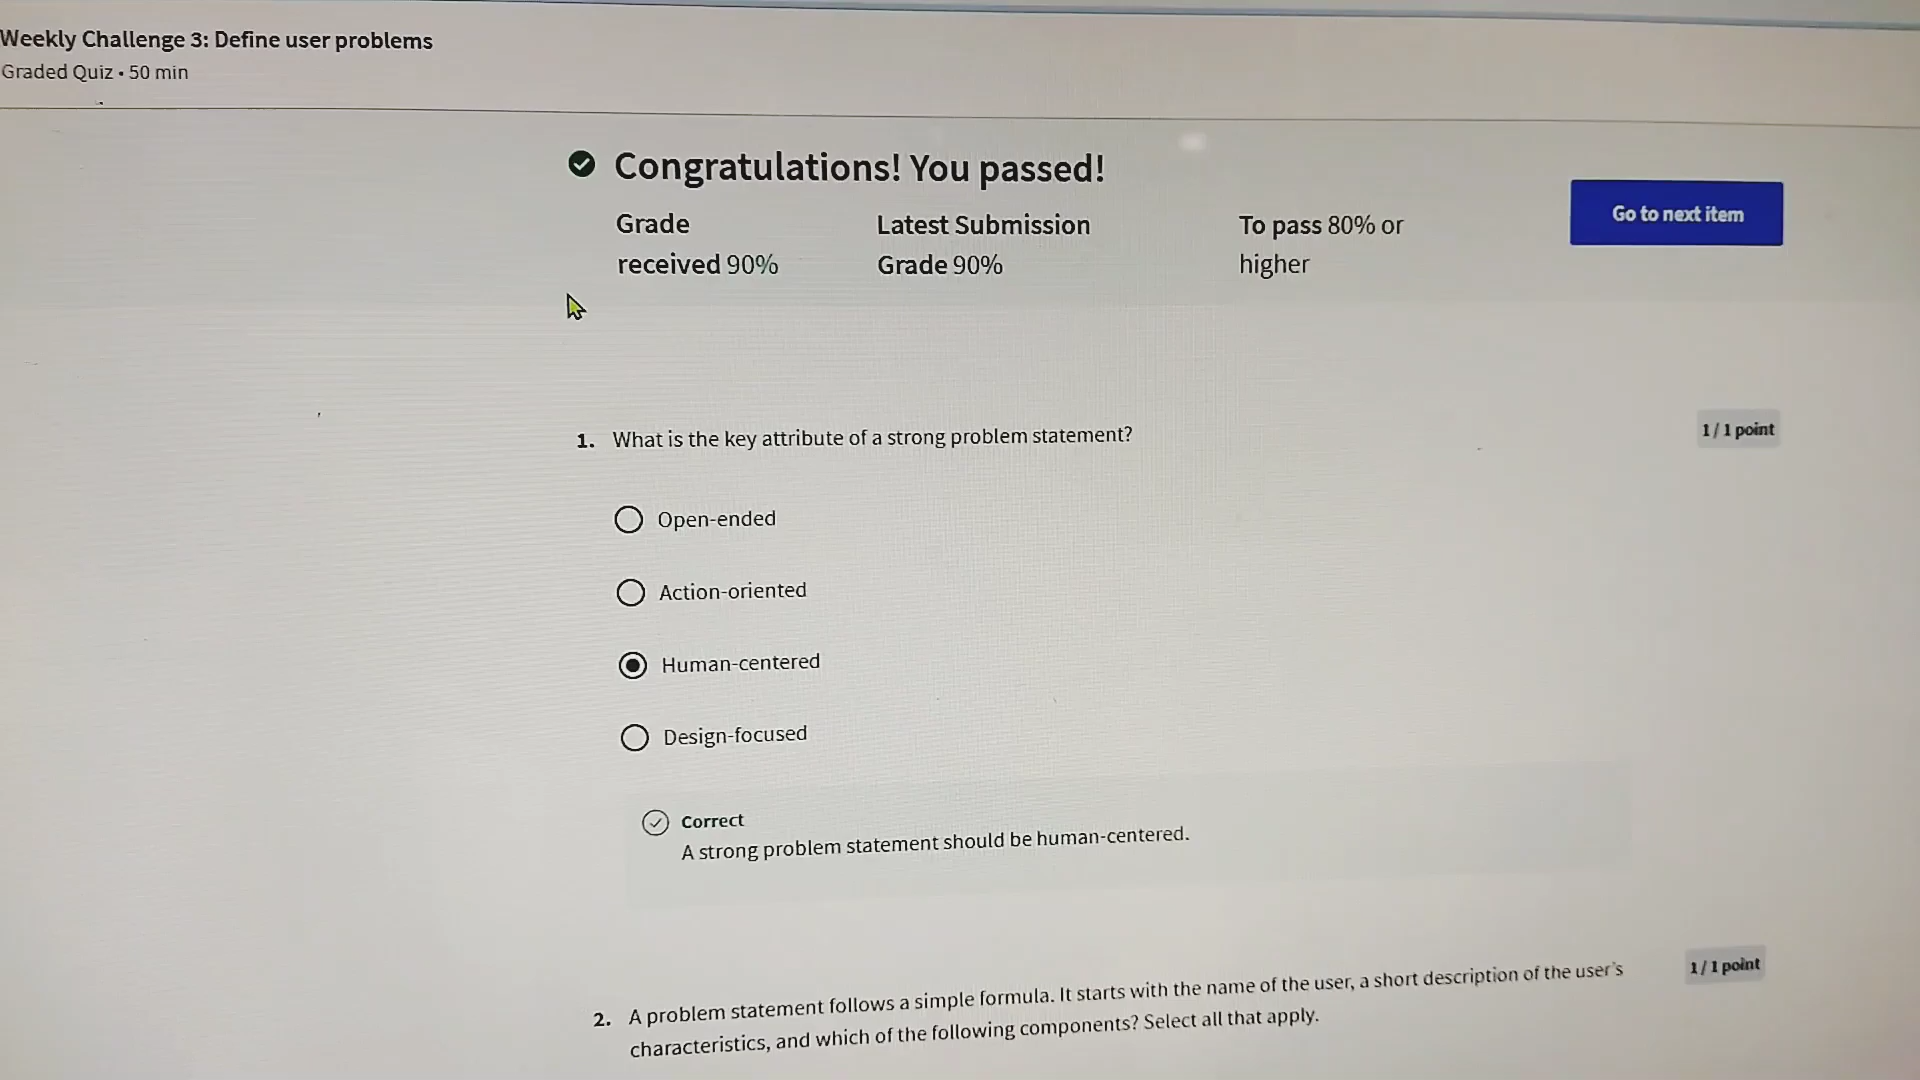 Weekly Challenge 3: Define user problems
Graded Quiz • 50 min
Congratulations! You passed!
Grade received 90%
Latest Submission Grade 90%
To pass 80% or higher
Go to next item
1. What is the key attribute of a strong problem statement?
1 / 1 point
Open-ended
Action-oriented
Human-centered
Design-focused
Correct
A strong problem statement should be human-centered.
2. A problem statement follows a simple formula. It starts with the name of the user, a short description of the user's
characteristics, and which of the following components? Select all that apply.
1 / 1 point